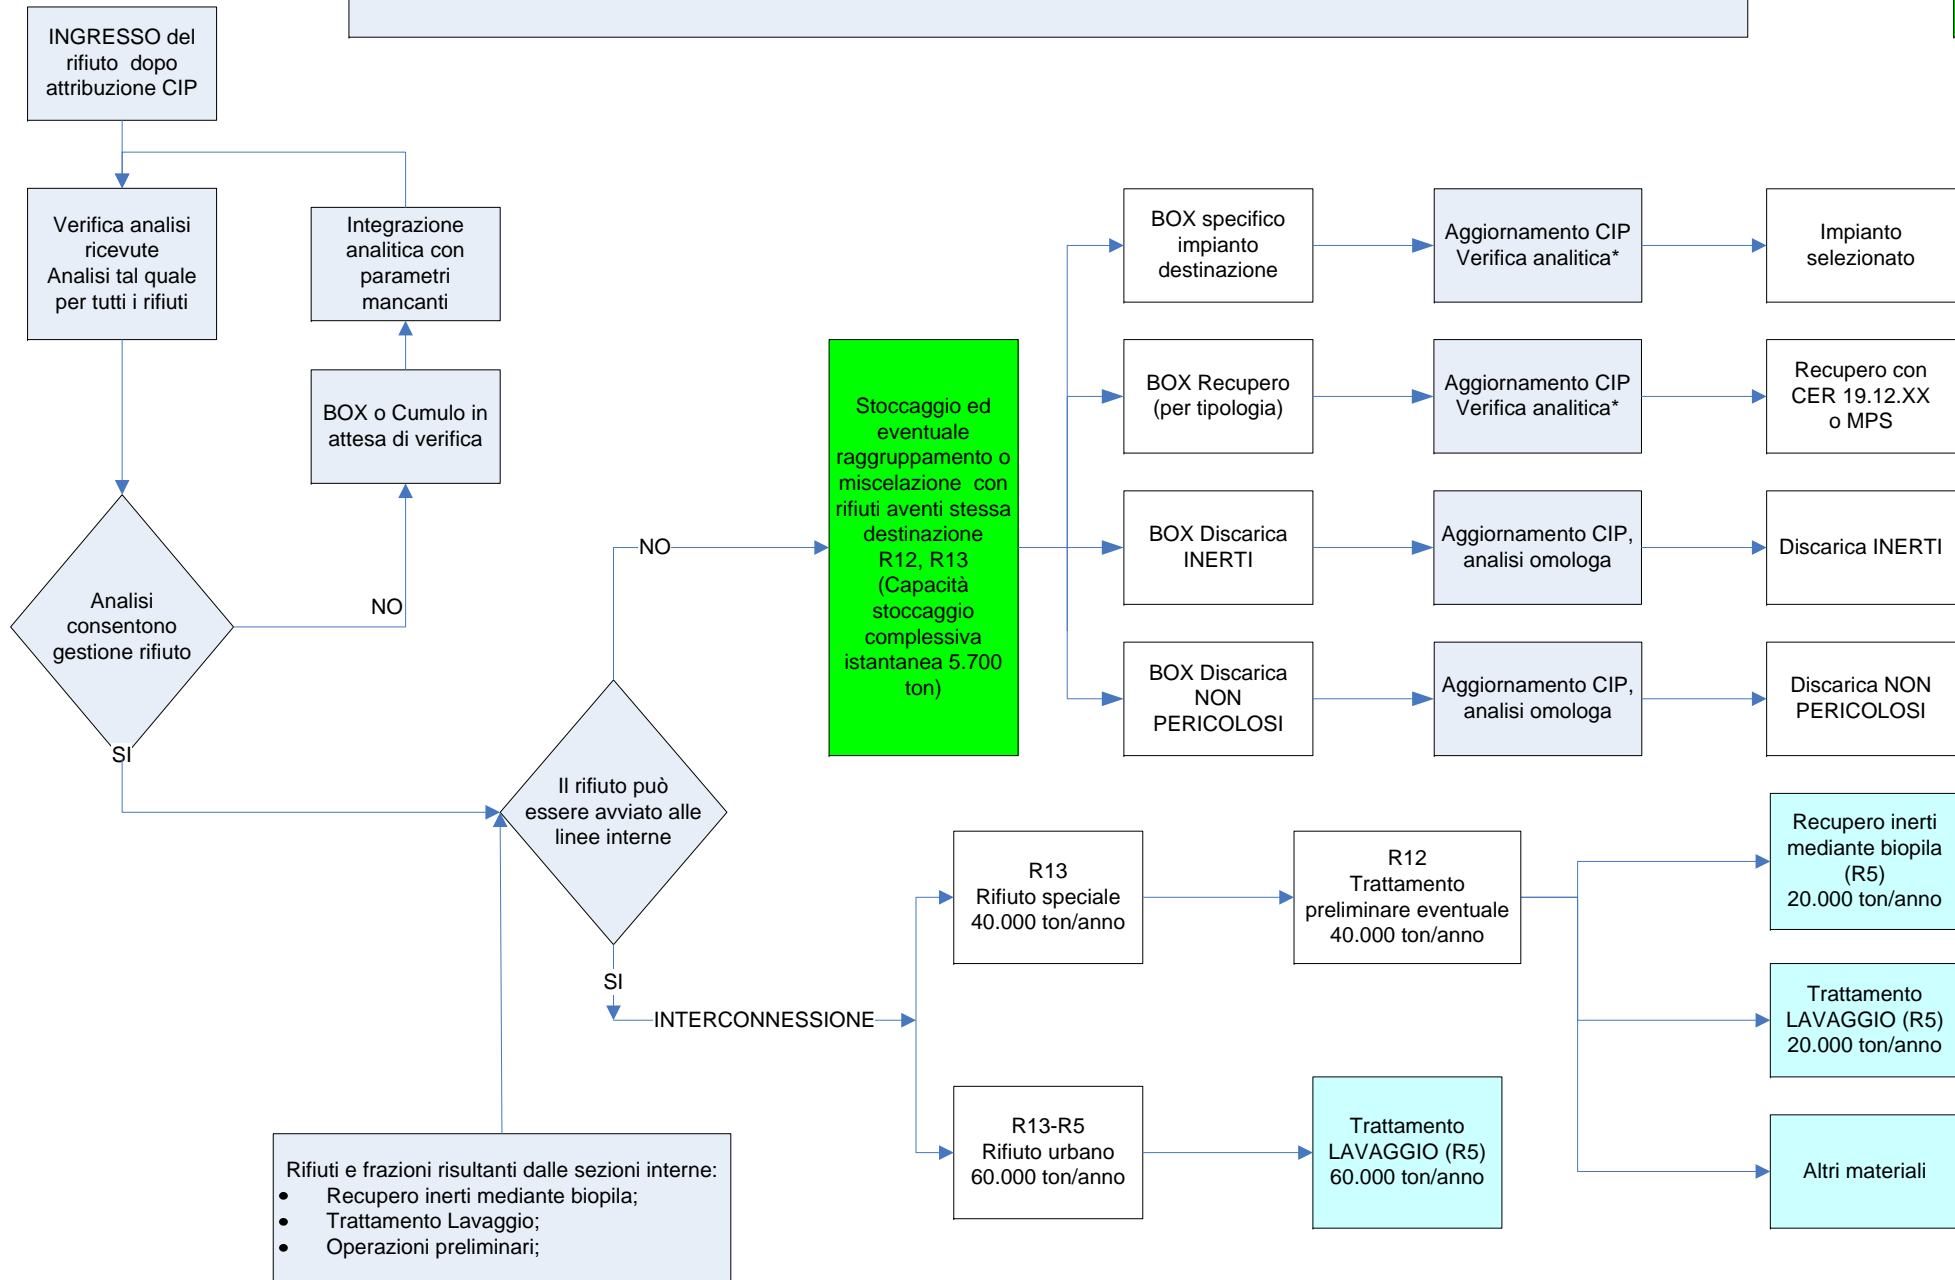 INGRESSO del
rifiuto dopo
attribuzione CIP
Verifica analisi
ricevute
Analisi tal quale
per tutti i rifiuti
Integrazione
analitica con
parametri
mancanti
BOX o Cumulo in
attesa di verifica
Analisi
consentono
gestione rifiuto
NO
SI
Il rifiuto può
essere avviato alle
linee interne
NO
SI
INTERCONNESSIONE
Stoccaggio ed
eventuale
raggruppamento o
miscelazione con
rifiuti aventi stessa
destinazione
R12, R13
(Capacità
stoccaggio
complessiva
istantanea 5.700
ton)
BOX specifico
impianto
destinazione
Aggiornamento CIP
Verifica analitica*
Impianto
selezionato
BOX Recupero
(per tipologia)
Aggiornamento CIP
Verifica analitica*
Recupero con
CER 19.12.XX
o MPS
BOX Discarica
INERTI
Aggiornamento CIP,
analisi omologa
Discarica INERTI
BOX Discarica
NON
PERICOLOSI
Aggiornamento CIP,
analisi omologa
Discarica NON
PERICOLOSI
R13
Rifiuto speciale
40.000 ton/anno
R12
Trattamento
preliminare eventuale
40.000 ton/anno
Recupero inerti
mediante biopila
(R5)
20.000 ton/anno
Trattamento
LAVAGGIO (R5)
20.000 ton/anno
Altri materiali
R13-R5
Rifiuto urbano
60.000 ton/anno
Trattamento
LAVAGGIO (R5)
60.000 ton/anno
Rifiuti e frazioni risultanti dalle sezioni interne:
• Recupero inerti mediante biopila;
• Trattamento Lavaggio;
• Operazioni preliminari;